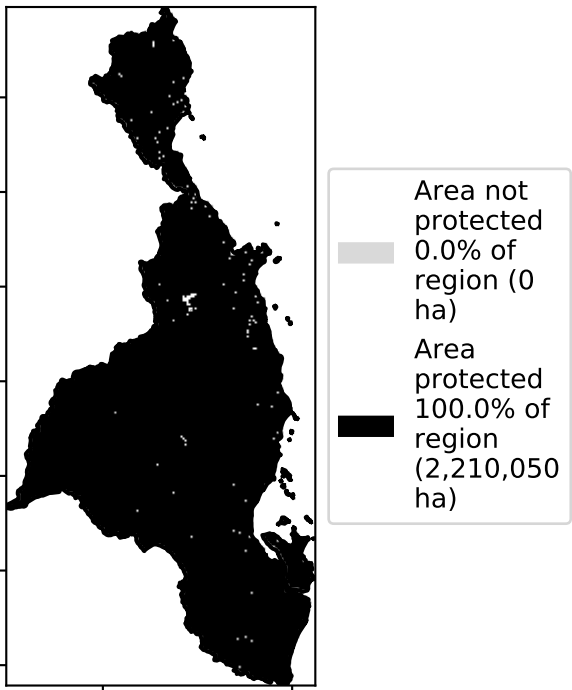 Area not
protected
0.0% of
region (0
ha)
Area
protected
100.0% of
region
(2,210,050
ha)